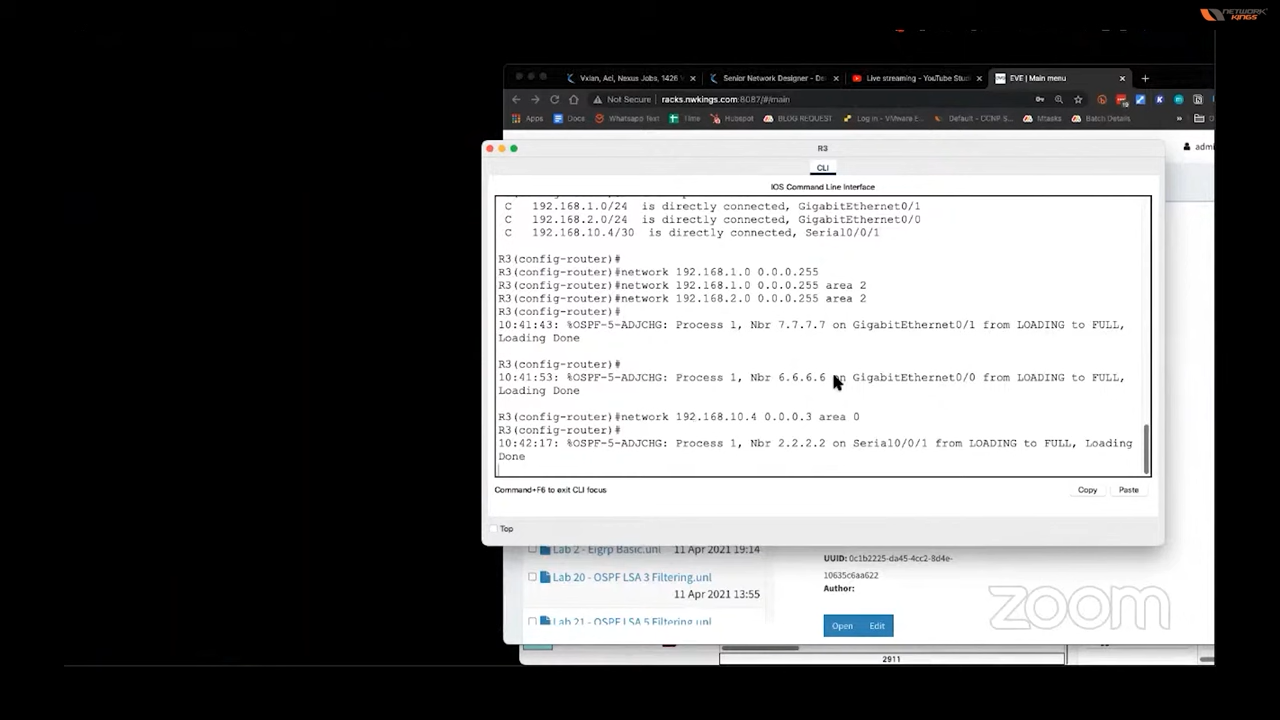 NETWORK
KINGS
Vxlan, Aci, Nexus Jobs, 1426 V
Senior Network Designer - De
Live streaming - YouTube Stu
EVE | Main menu
Not Secure | racks.nwkings.com:8087/#/main
Apps Docs Whatsapp Text Time Hubspot BLOG REQUEST Log in - VMware E... Default - CCNP S... Mtasks Batch Details »
R3
admi
CLI
IOS Command Line Interface
C 192.168.1.0/24 is directly connected, GigabitEthernet0/1
C 192.168.2.0/24 is directly connected, GigabitEthernet0/0
C 192.168.10.4/30 is directly connected, Serial0/0/1
R3(config-router)#
R3(config-router)#network 192.168.1.0 0.0.0.255
R3(config-router)#network 192.168.1.0 0.0.0.255 area 2
R3(config-router)#network 192.168.2.0 0.0.0.255 area 2
R3(config-router)#
10:41:43: %OSPF-5-ADJCHG: Process 1, Nbr 7.7.7.7 on GigabitEthernet0/1 from LOADING to FULL,
Loading Done
R3(config-router)#
10:41:53: %OSPF-5-ADJCHG: Process 1, Nbr 6.6.6.6 on GigabitEthernet0/0 from LOADING to FULL,
Loading Done
R3(config-router)#network 192.168.10.4 0.0.0.3 area 0
R3(config-router)#
10:42:17: %OSPF-5-ADJCHG: Process 1, Nbr 2.2.2.2 on Serial0/0/1 from LOADING to FULL, Loading
Done
Command+F6 to exit CLI focus
Copy Paste
Top
Lab 2 - Eigrp Basic.unl 11 Apr 2021 19:14
UUID: 0c1b2225-da45-4cc2-8d4e-
10635c6aa622
Lab 20 - OSPF LSA 3 Filtering.unl
Author:
11 Apr 2021 13:55
Lab 21 - OSPF LSA 5 Filtering.unl
Open Edit
zoom
2911